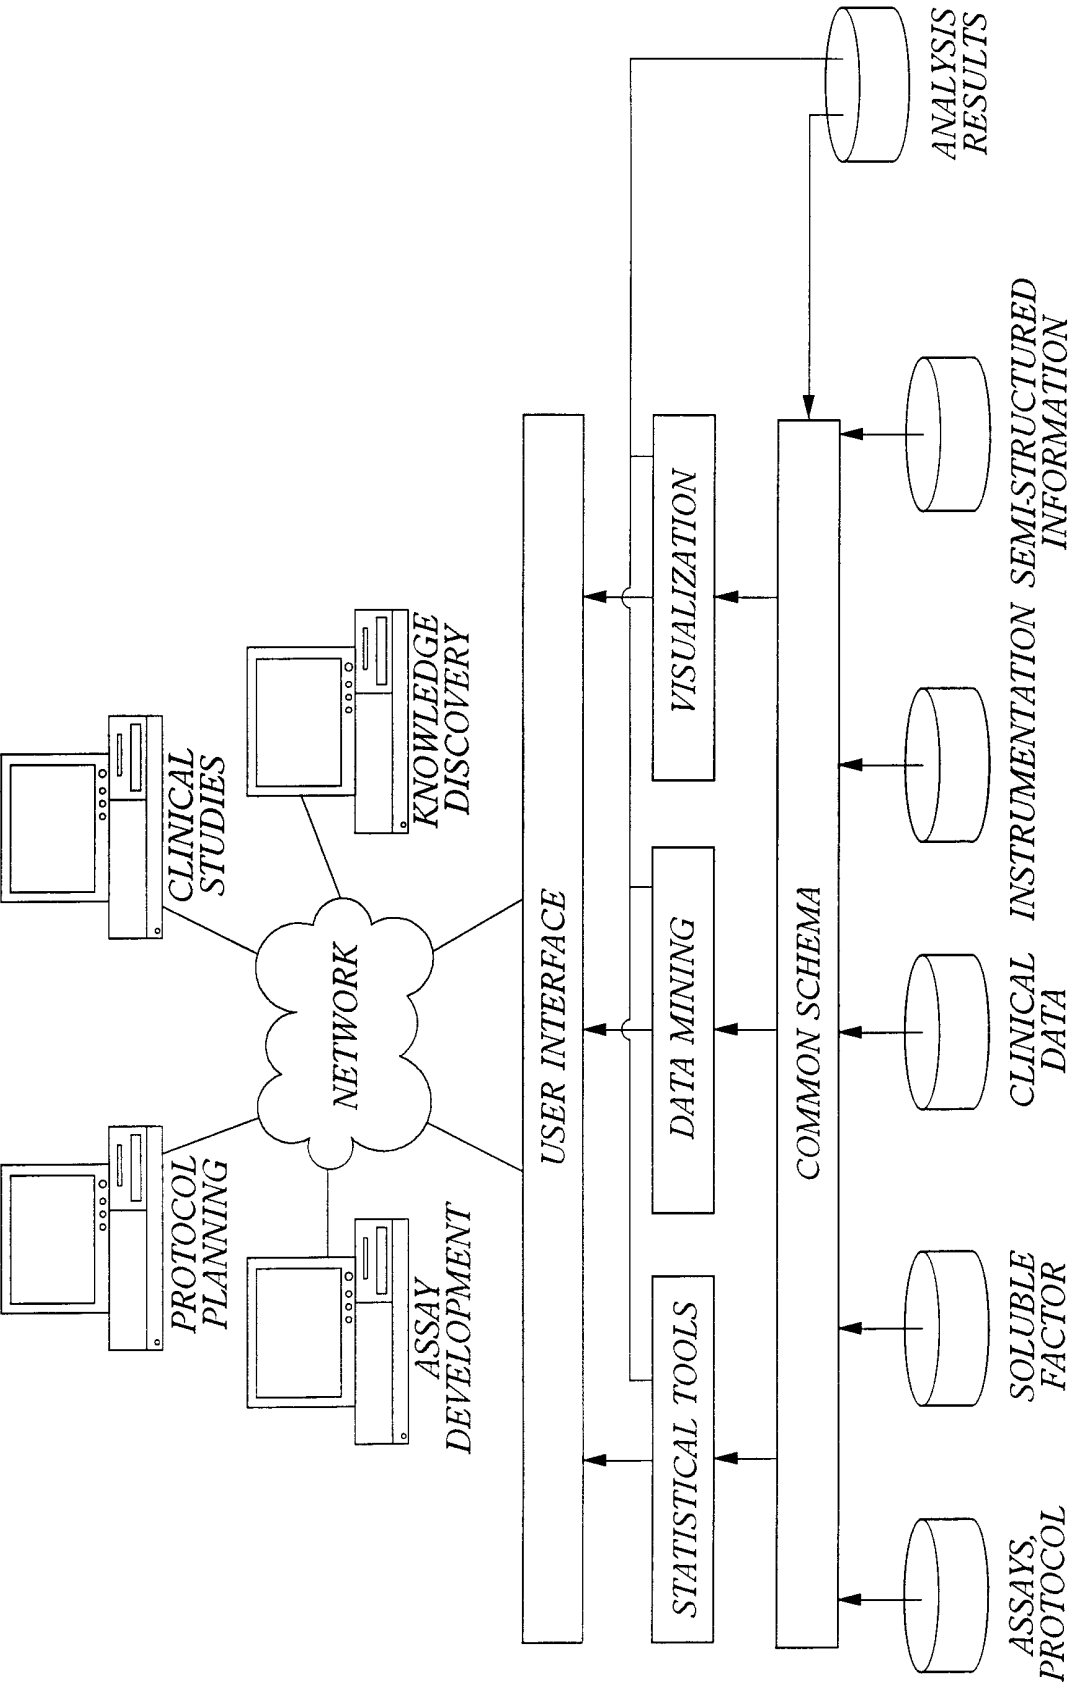 PROTOCOL
PLANNING
CLINICAL
STUDIES
ASSAY
DEVELOPMENT
NETWORK
KNOWLEDGE
DISCOVERY
USER INTERFACE
STATISTICAL TOOLS
DATA MINING
VISUALIZATION
COMMON SCHEMA
ASSAYS,
PROTOCOL
SOLUBLE
FACTOR
CLINICAL
DATA
INSTRUMENTATION
SEMI-STRUCTURED
INFORMATION
ANALYSIS
RESULTS